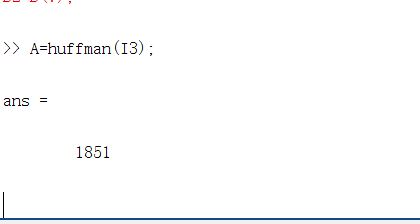 >> A=huffman(I3);
ans =
1851